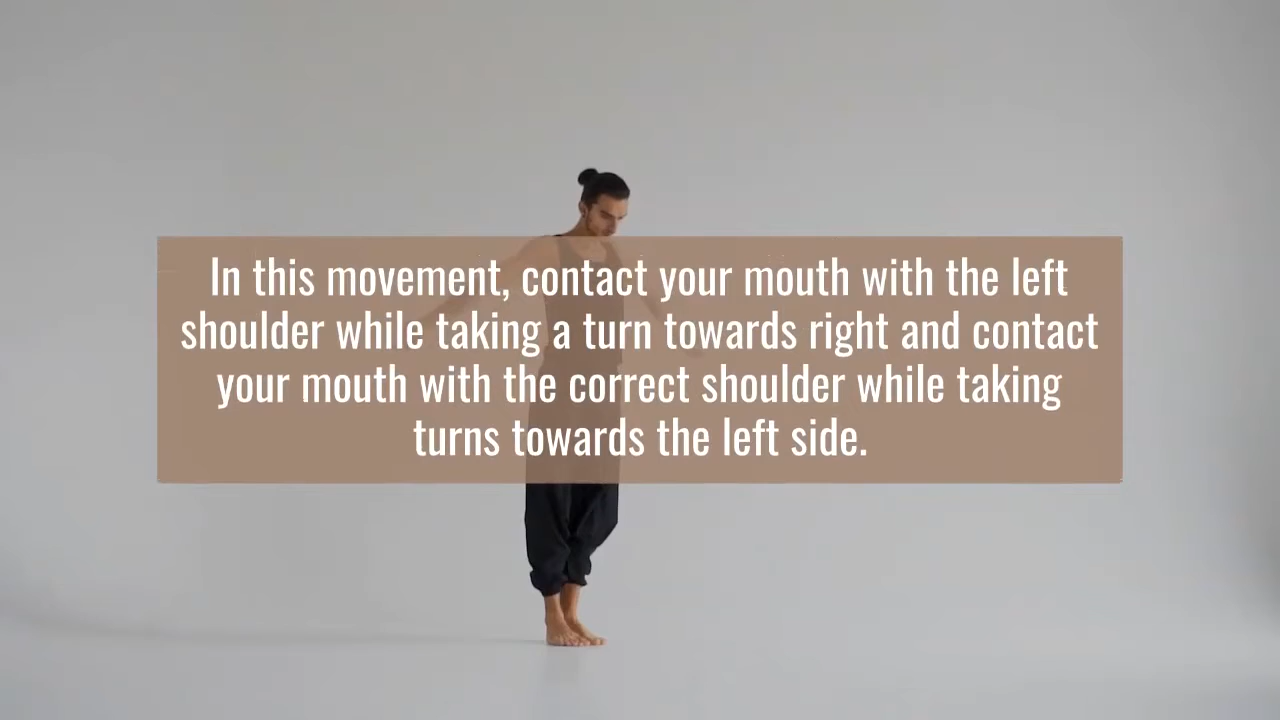 In this movement, contact your mouth with the left
shoulder while taking a turn towards right and contact
your mouth with the correct shoulder while taking
turns towards the left side.